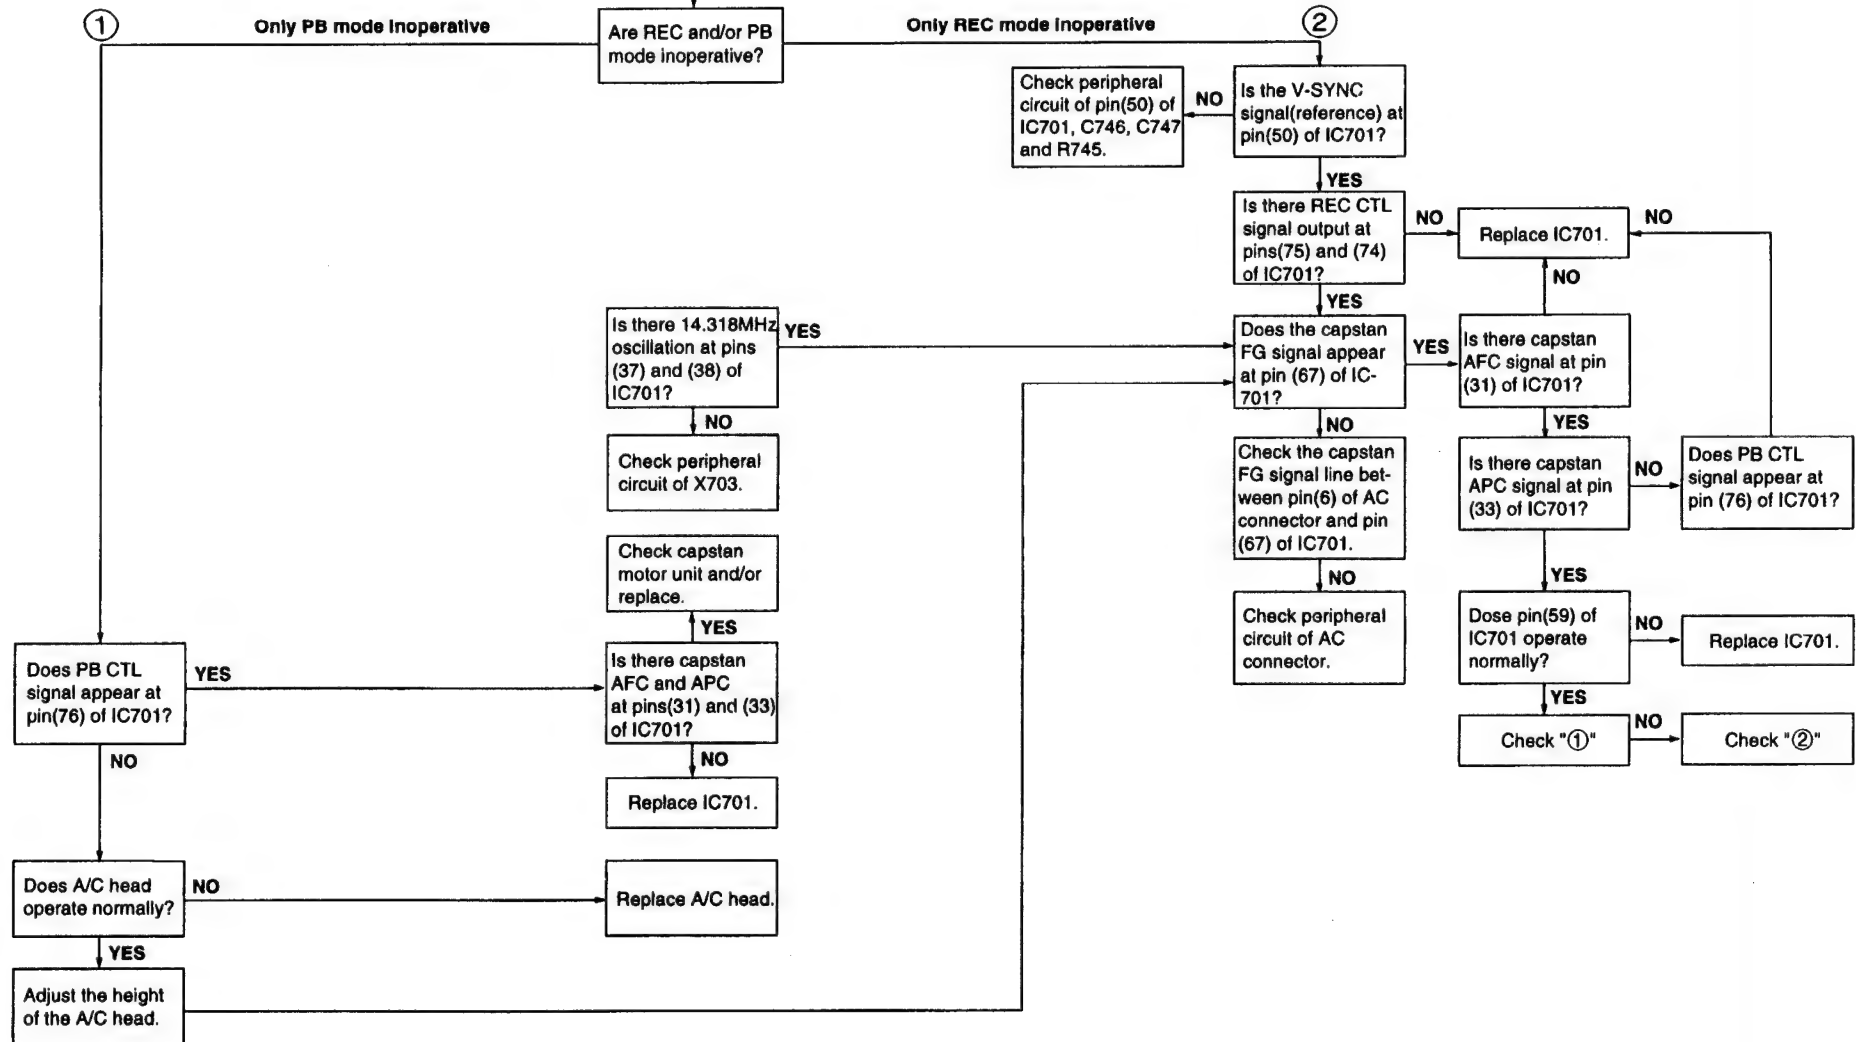 ①
Only PB mode inoperative
Are REC and/or PB
mode inoperative?
Only REC mode inoperative
②
Check peripheral
circuit of pin(50) of
IC701, C746, C747
and R745.
NO
Is the V-SYNC
signal(reference) at
pin(50) of IC701?
YES
Is there REC CTL
signal output at
pins(75) and (74)
of IC701?
NO
Replace IC701.
NO
NO
YES
Is there 14.318MHz
oscillation at pins
(37) and (38) of
IC701?
YES
Does the capstan
FG signal appear
at pin (67) of IC-
701?
YES
Is there capstan
AFC signal at pin
(31) of IC701?
NO
Check peripheral
circuit of X703.
NO
Check the capstan
FG signal line bet-
ween pin(6) of AC
connector and pin
(67) of IC701.
YES
Is there capstan
APC signal at pin
(33) of IC701?
NO
Does PB CTL
signal appear at
pin (76) of IC701?
Check capstan
motor unit and/or
replace.
YES
NO
Check peripheral
circuit of AC
connector.
YES
Dose pin(59) of
IC701 operate
normally?
NO
Replace IC701.
Does PB CTL
signal appear at
pin(76) of IC701?
YES
Is there capstan
AFC and APC
at pins(31) and (33)
of IC701?
YES
Check "①"
NO
Check "②"
NO
NO
Replace IC701.
Does A/C head
operate normally?
NO
Replace A/C head.
YES
Adjust the height
of the A/C head.